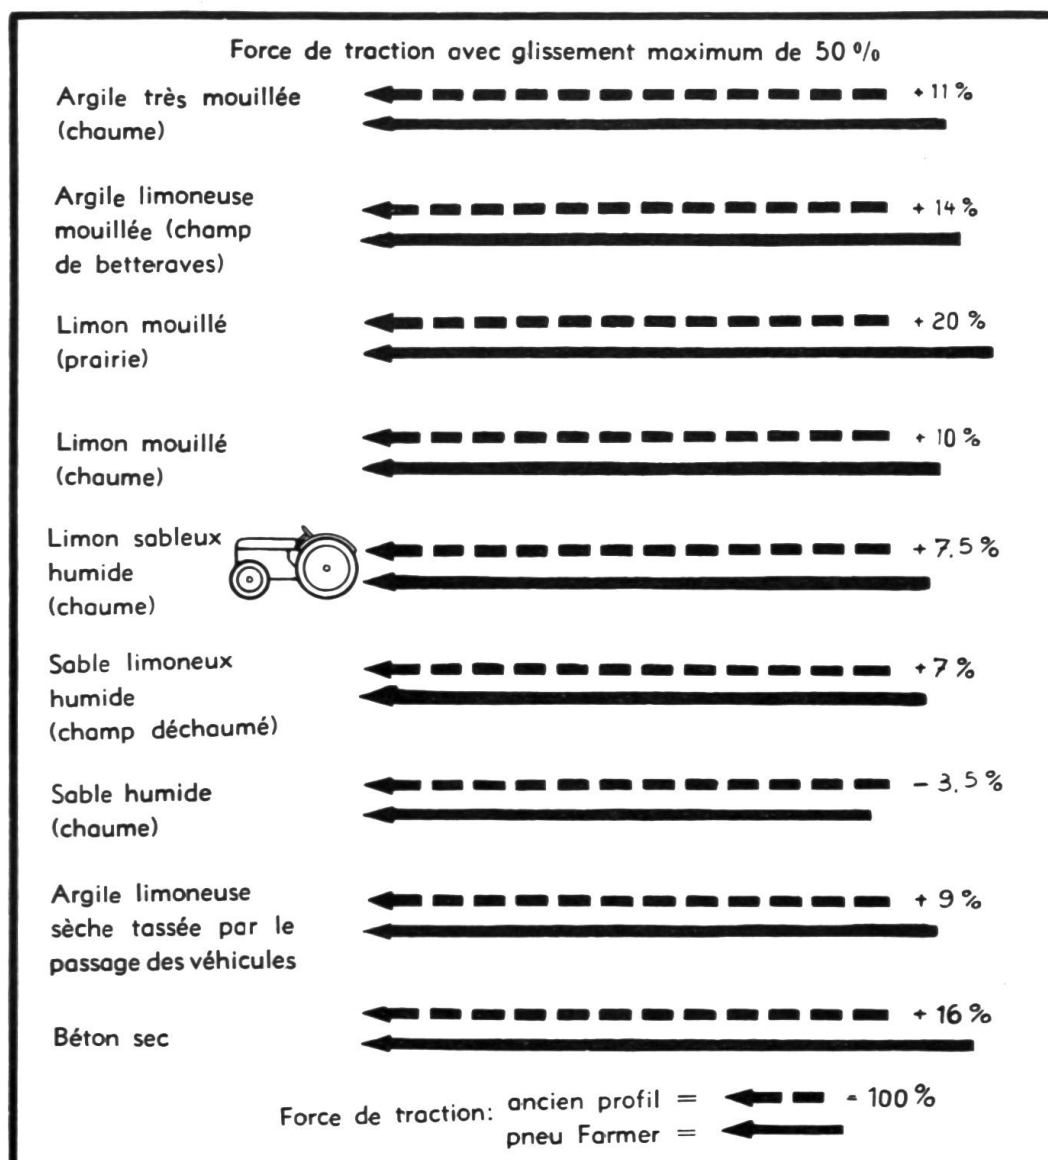 Force de traction avec glissement maximum de 50 %
Argile très mouillée
(chaume)
+ 11 %
Argile limoneuse
mouillée (champ
de betteraves)
+ 14 %
Limon mouillé
(prairie)
+ 20 %
Limon mouillé
(chaume)
+ 10 %
Limon sableux
humide
(chaume)
+ 7.5 %
Sable limoneux
humide
(champ déchaumé)
+ 7 %
Sable humide
(chaume)
- 3.5 %
Argile limoneuse
sèche tassée par le
passage des véhicules
+ 9 %
Béton sec
+ 16 %
Force de traction: ancien profil = = 100 %
pneu Farmer =